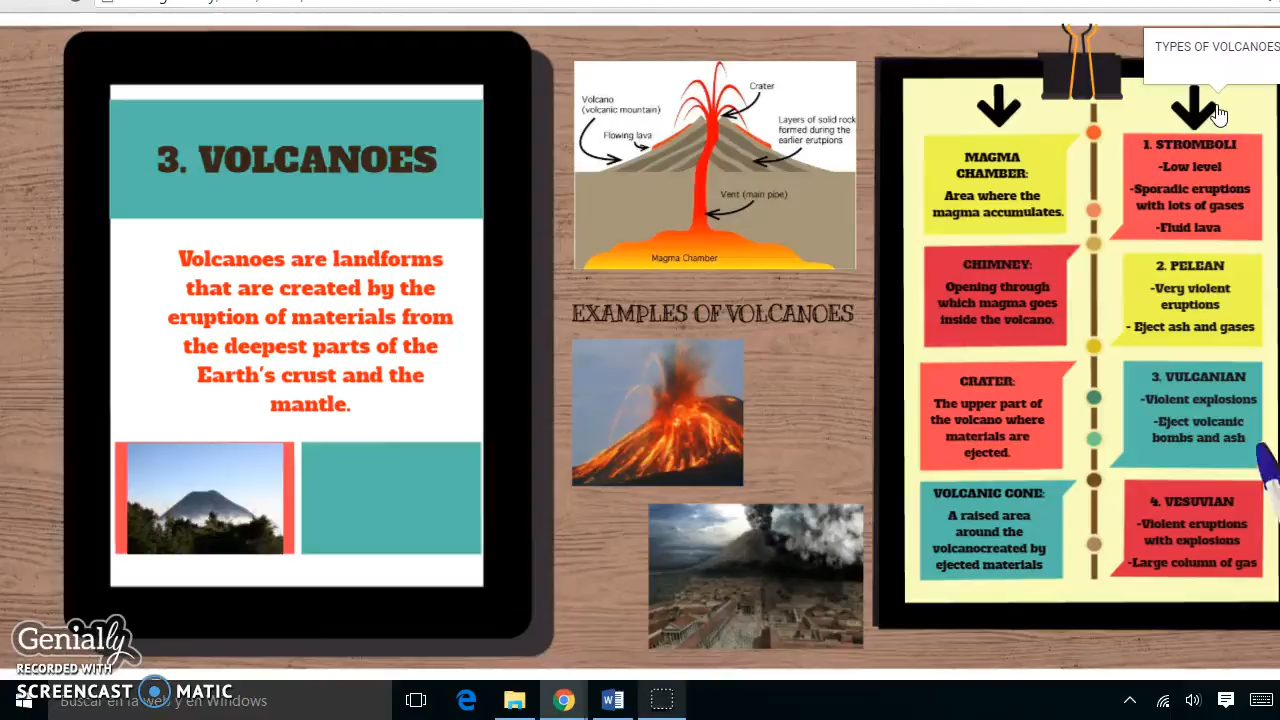 3. VOLCANOES
Volcanoes are landforms
that are created by the
eruption of materials from
the deepest parts of the
Earth's crust and the
mantle.
Volcano
(volcanic mountain)
Flowing lava
Crater
Layers of solid rock
formed during the
earlier erutpions
Vent (main pipe)
Magma Chamber
EXAMPLES OF VOLCANOES
MAGMA
CHAMBER:
Area where the
magma accumulates.
CHIMNEY:
Opening through
which magma goes
inside the volcano.
CRATER:
The upper part of
the volcano where
materials are
ejected.
VOLCANIC CONE:
A raised area
around the
volcanocreated by
ejected materials
TYPES OF VOLCANOES
1. STROMBOLI
-Low level
-Sporadic eruptions
with lots of gases
-Fluid lava
2. PELEAN
-Very violent
eruptions
- Eject ash and gases
3. VULCANIAN
-Violent explosions
-Eject volcanic
bombs and ash
4. VESUVIAN
-Violent eruptions
with explosions
-Large column of gas
Genially
RECORDED WITH
SCREENCAST MATIC
Buscar en la web y en Windows